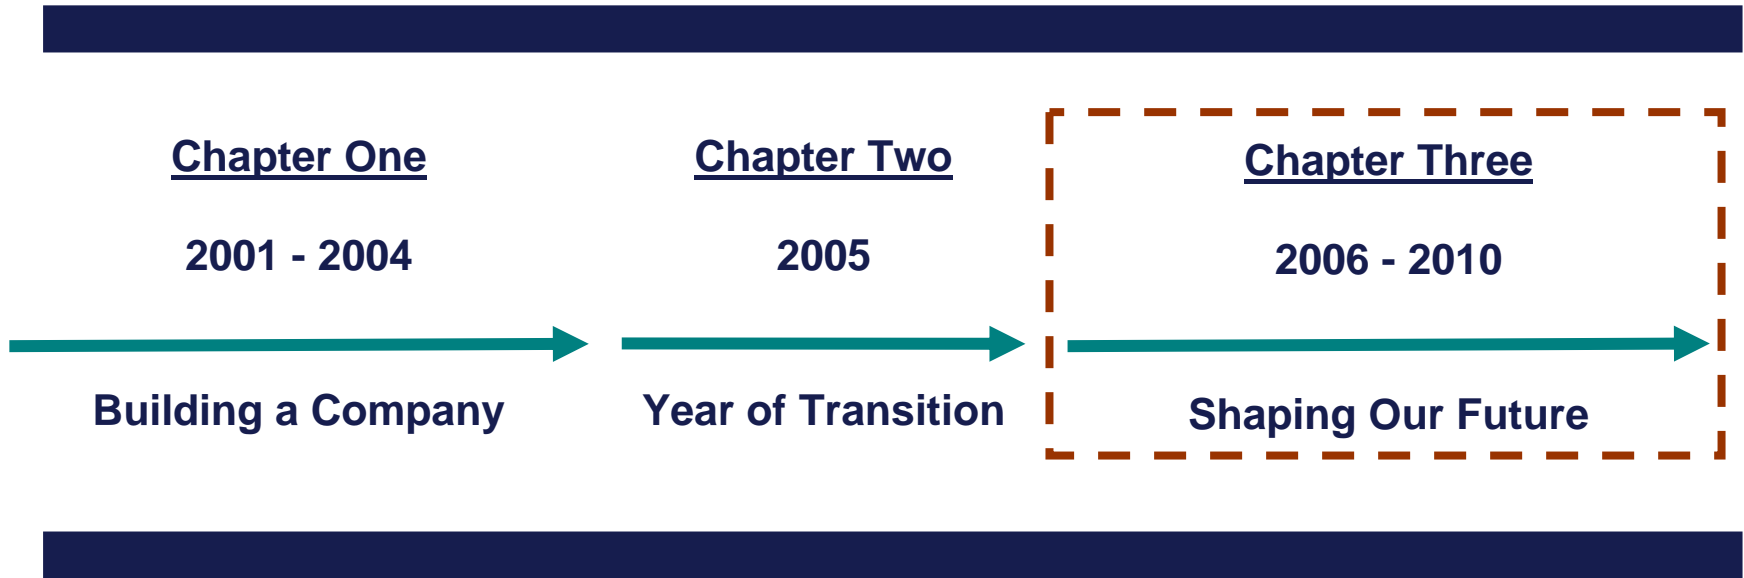 Chapter One
2001 - 2004
Building a Company
Chapter Two
2005
Year of Transition
Chapter Three
2006 - 2010
Shaping Our Future